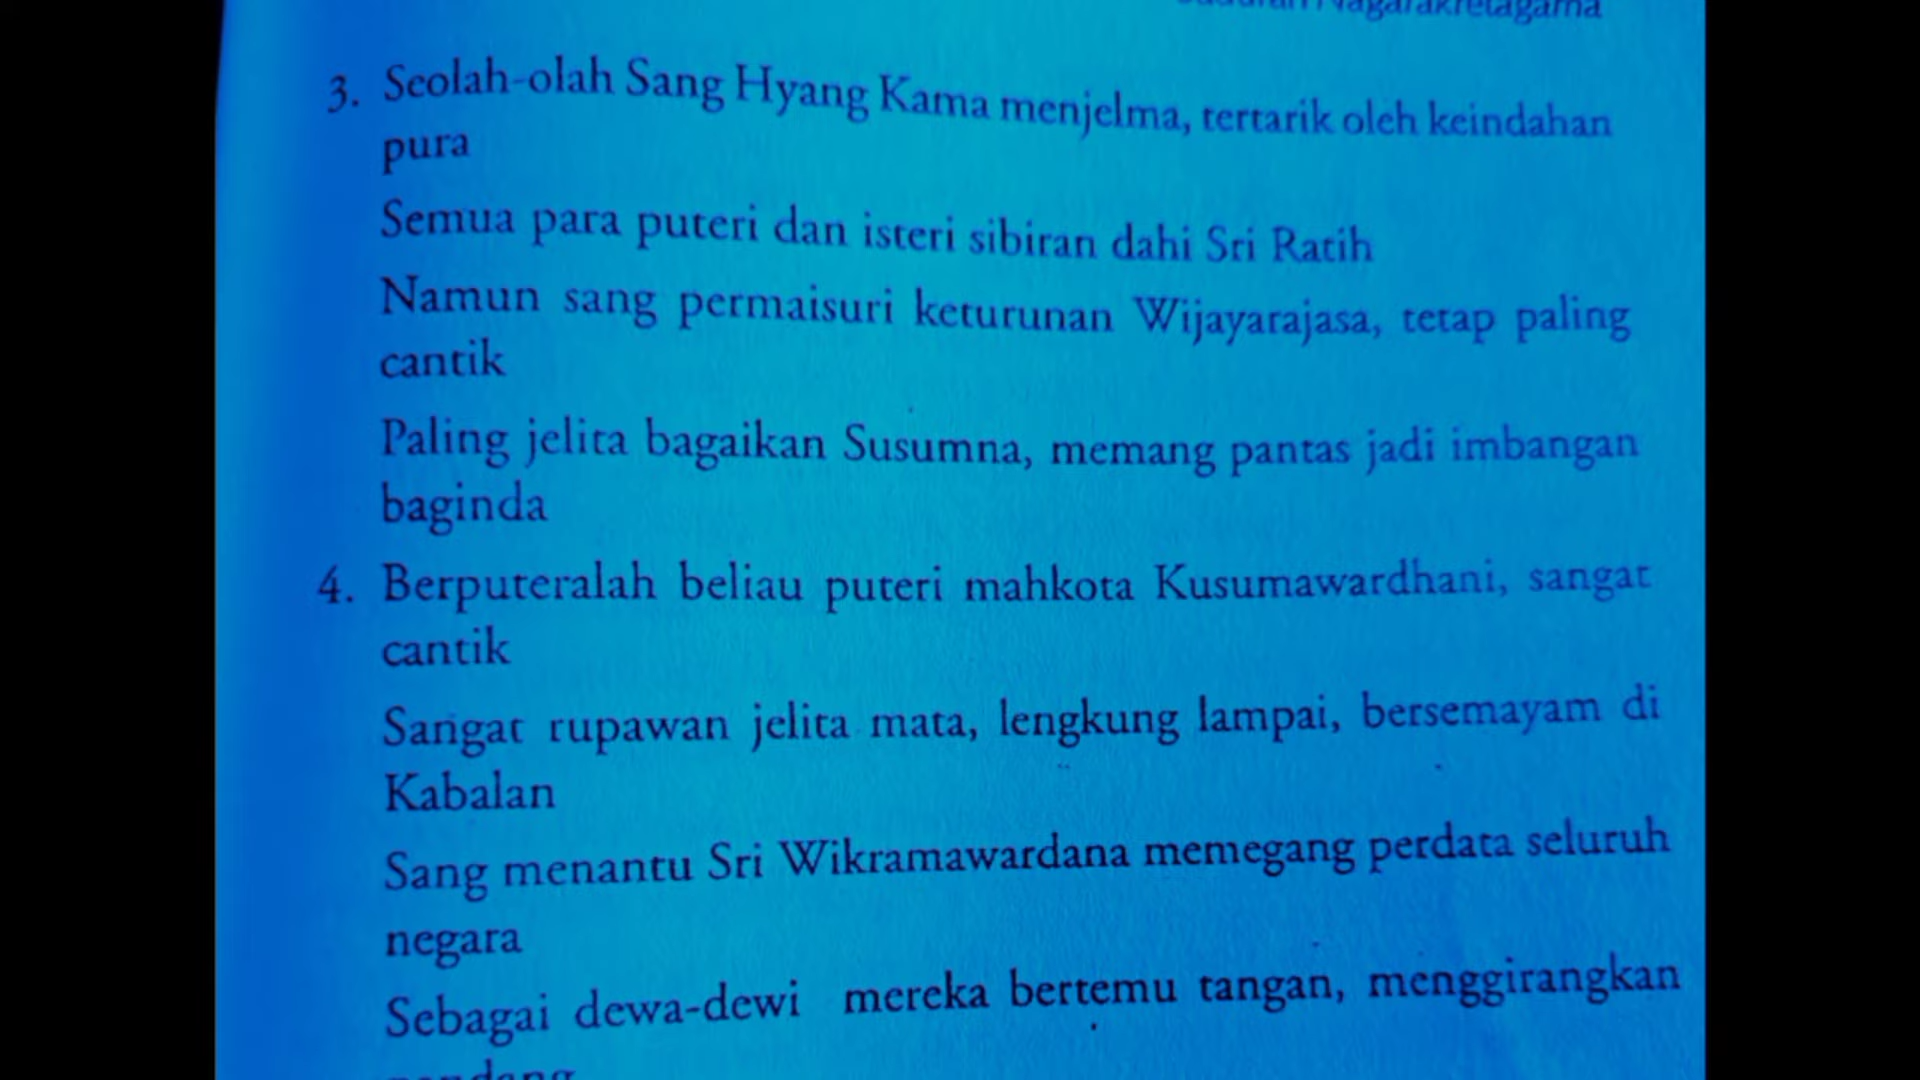 Nagarakretagama
3. Seolah-olah Sang Hyang Kama menjelma, tertarik oleh keindahan
pura
Semua para puteri dan isteri sibiran dahi Sri Ratih
Namun sang permaisuri keturunan Wijayarajasa, tetap paling
cantik
Paling jelita bagaikan Susumna, memang pantas jadi imbangan
baginda
4. Berputeralah beliau puteri mahkota Kusumawardhani, sangat
cantik
Sangat rupawan jelita mata, lengkung lampai, bersemayam di
Kabalan
Sang menantu Sri Wikramawardana memegang perdata seluruh
negara
Sebagai dewa-dewi mereka bertemu tangan, menggirangkan